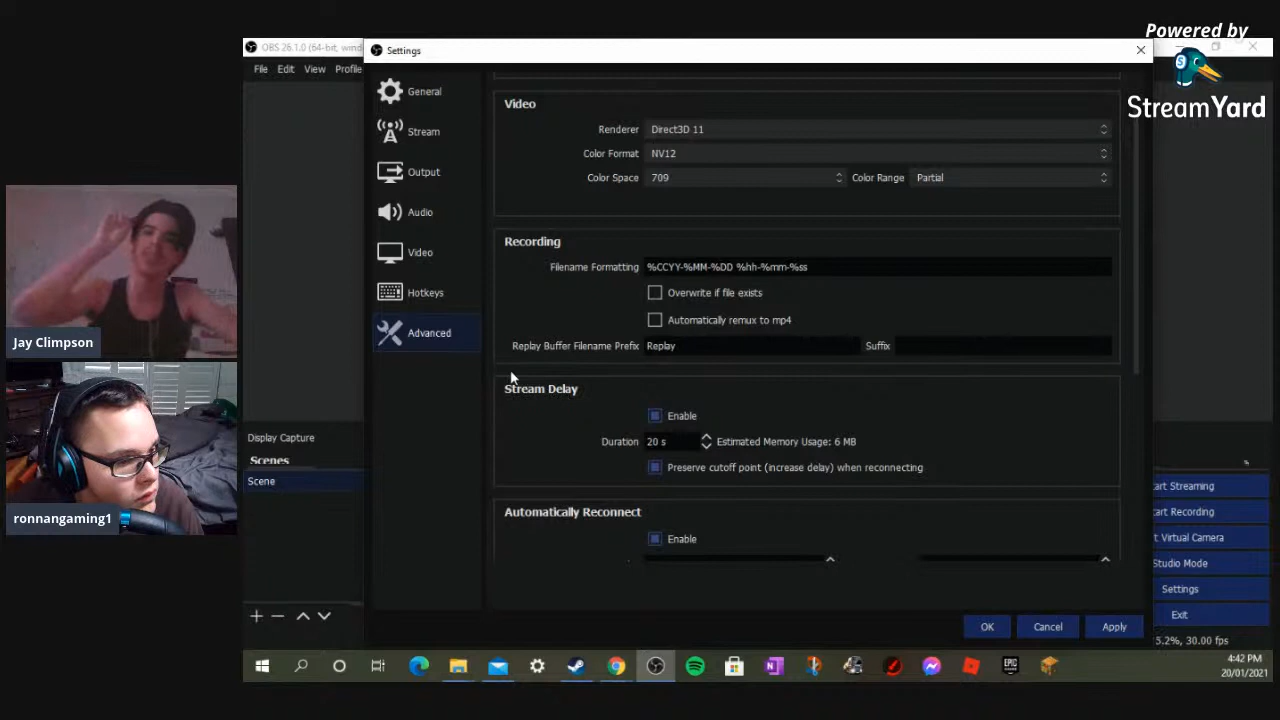 Powered by
StreamYard
OBS 26.1.0 (64-bit, wind
Settings
File Edit View Profile
General
Stream
Output
Audio
Video
Hotkeys
Advanced
Video
Renderer Direct3D 11
Color Format NV12
Color Space 709 Color Range Partial
Recording
Filename Formatting %CCYY-%MM-%DD %hh-%mm-%ss
Overwrite if file exists
Automatically remux to mp4
Replay Buffer Filename Prefix Replay Suffix
Stream Delay
Enable
Duration 20 s Estimated Memory Usage: 6 MB
Preserve cutoff point (increase delay) when reconnecting
Automatically Reconnect
Enable
OK Cancel Apply
Jay Climpson
ronnangaming1
Display Capture
Scenes
Scene
art Streaming
art Recording
t Virtual Camera
Studio Mode
Settings
Exit
5.2%, 30.00 fps
EPIC
4:42 PM
20/01/2021